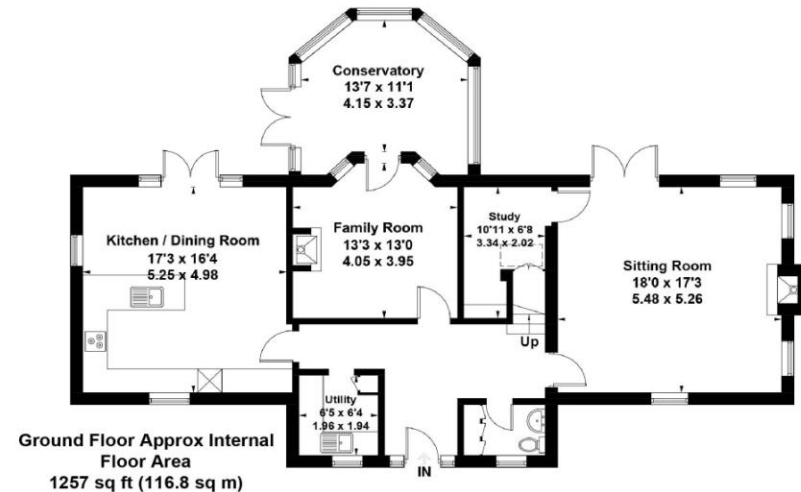 Conservatory
13'7 x 11'1
4.15 x 3.37
Kitchen / Dining Room
17'3 x 16'4
5.25 x 4.98
Family Room
13'3 x 13'0
4.05 x 3.95
Study
10'11 x 6'8
3.34 x 2.02
Sitting Room
18'0 x 17'3
5.48 x 5.26
Up
Utility
6'5 x 6'4
1.96 x 1.94
IN
Ground Floor Approx Internal
Floor Area
1257 sq ft (116.8 sq m)